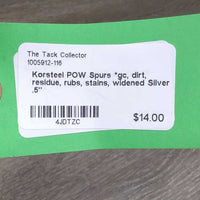 The Tack Collector
1005912-116
Korsteel POW Spurs *gc, dirt,
residue, rubs, stains, widened Silver
.5"
4JDTZC
$14.00